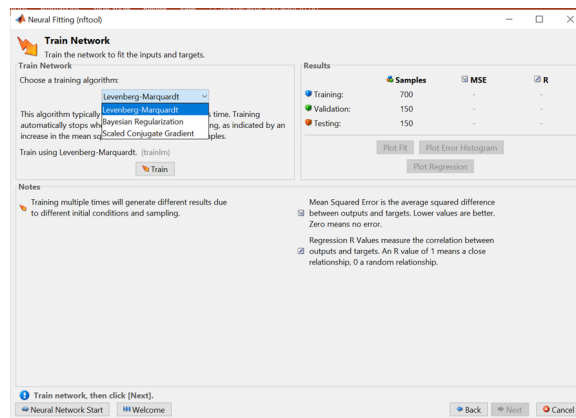 Neural Fitting (nftool)
Train Network
Train the network to fit the inputs and targets.
Train Network
Choose a training algorithm:
Levenberg-Marquardt
Levenberg-Marquardt
Bayesian Regularization
Scaled Conjugate Gradient
This algorithm typically
s time. Training
automatically stops
ng, as indicated by an
increase in the mean
ples.
Train using Levenberg-Marquardt. (trainlm)
Train
Results
Samples MSE R
Training: 700 - -
Validation: 150 - -
Testing: 150 - -
Plot Fit Plot Error Histogram
Plot Regression
Notes
Training multiple times will generate different results due
to different initial conditions and sampling.
Mean Squared Error is the average squared difference
between outputs and targets. Lower values are better.
Zero means no error.
Regression R Values measure the correlation between
outputs and targets. An R value of 1 means a close
relationship, 0 a random relationship.
Train network, then click [Next].
Neural Network Start Welcome Back Next Cancel